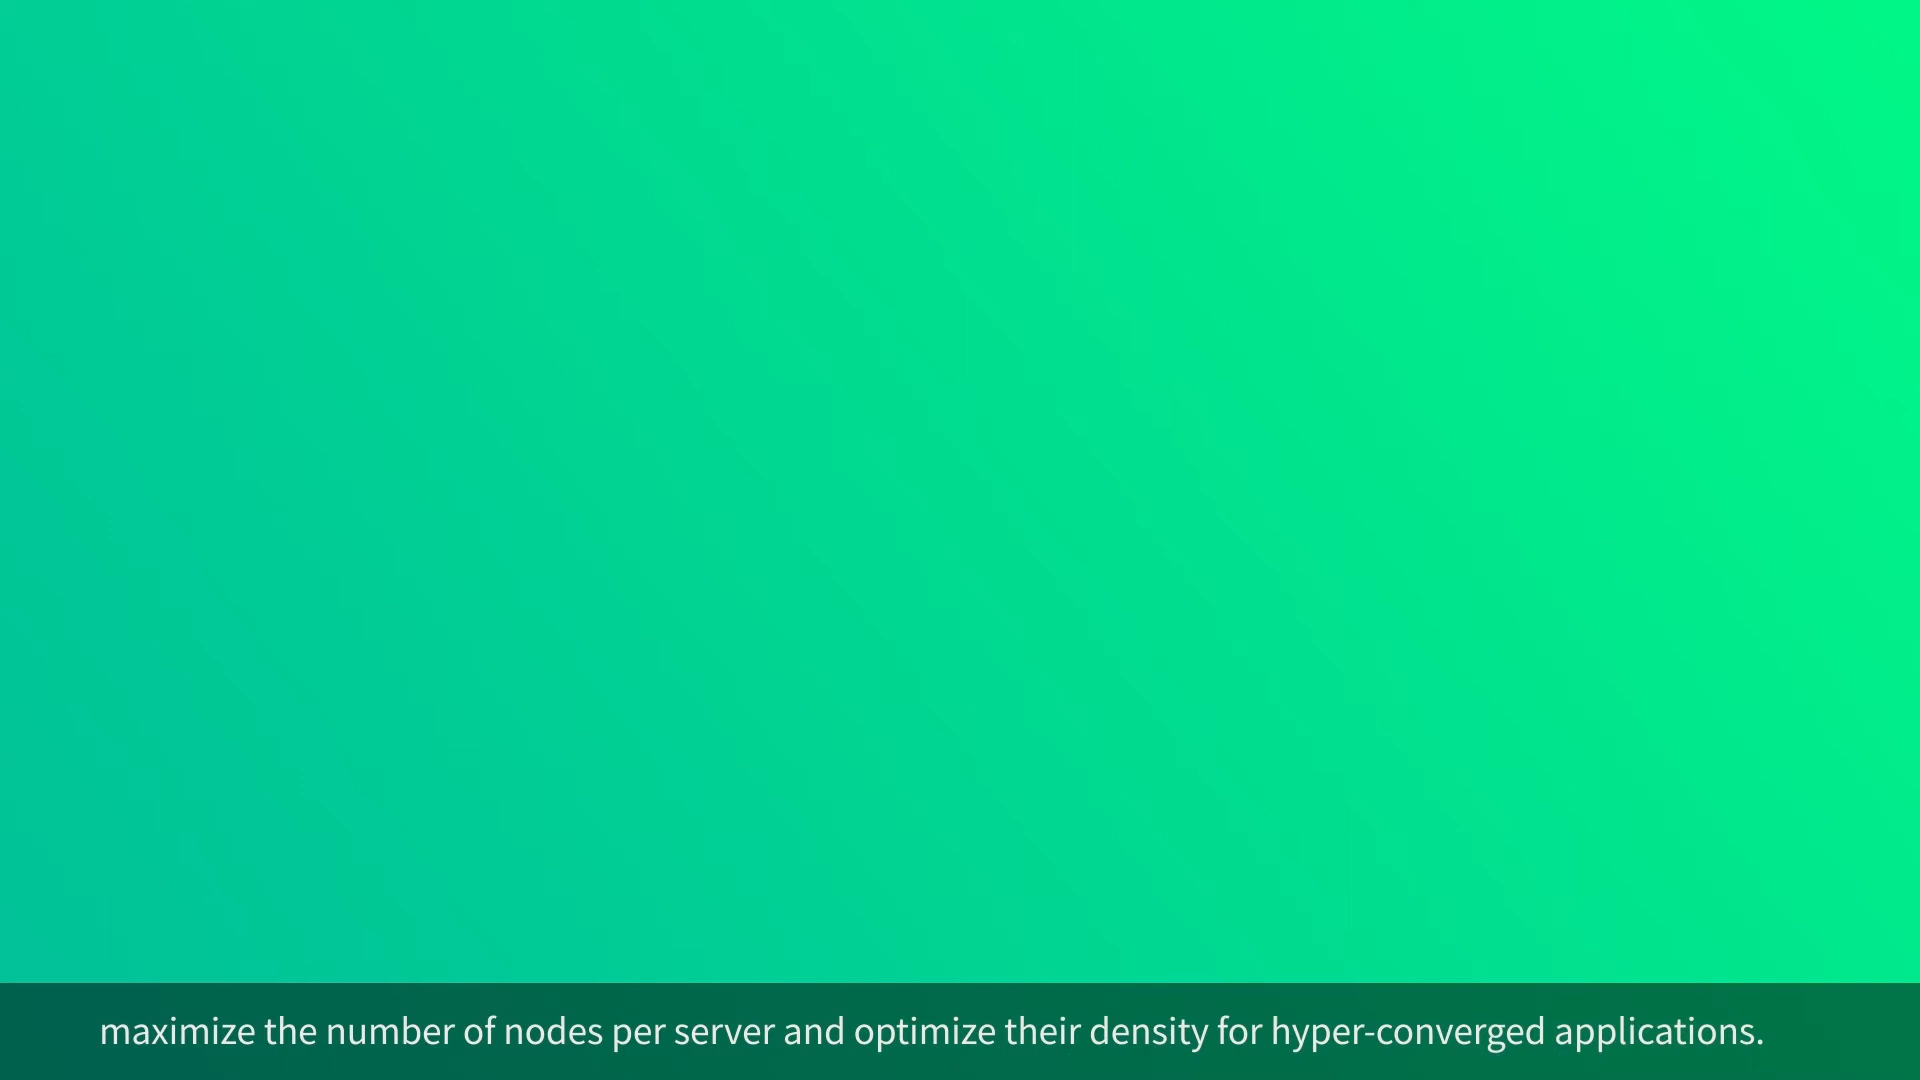 maximize the number of nodes per server and optimize their density for hyper-converged applications.